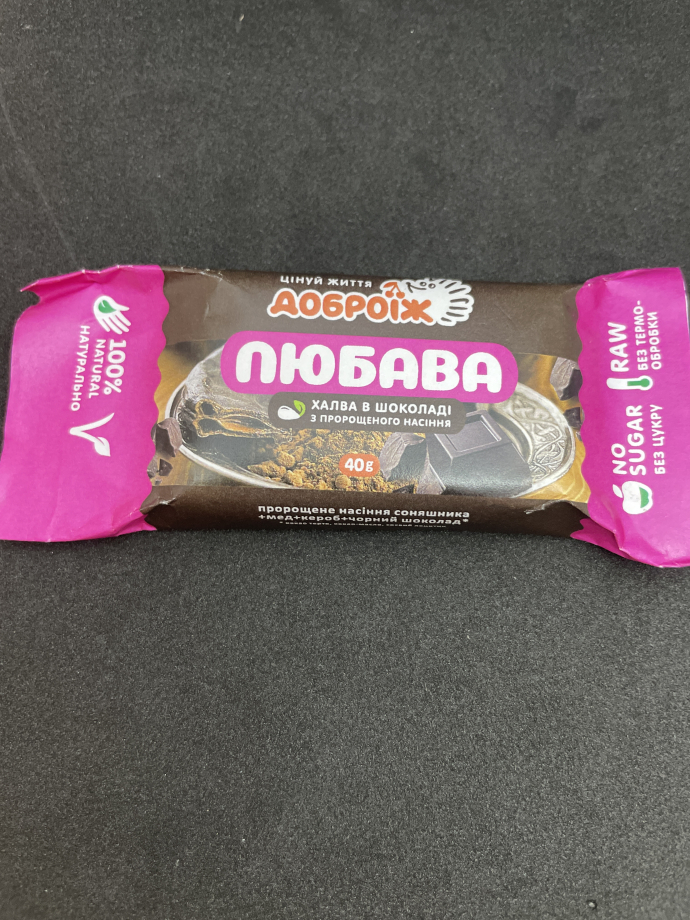 100%
NATURAL
НАТУРАЛЬНО
ЦІНУЙ ЖИТТЯ
ДОБРОЇЖ
ЛЮБАВА
ХАЛВА В ШОКОЛАДІ
З ПРОРОЩЕНОГО НАСІННЯ
40g
пророщене насіння соняшника
+мед+кероб+чорний шоколад*
NO
SUGAR
БЕЗ ЦУКРУ
RAW
БЕЗ ТЕРМО-
ОБРОБКИ